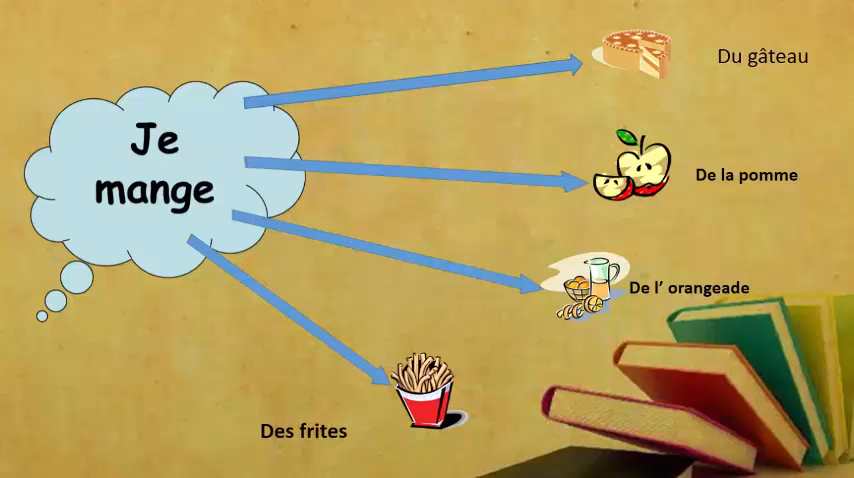 Je
mange
Du gâteau
De la pomme
De l’ orangeade
Des frites